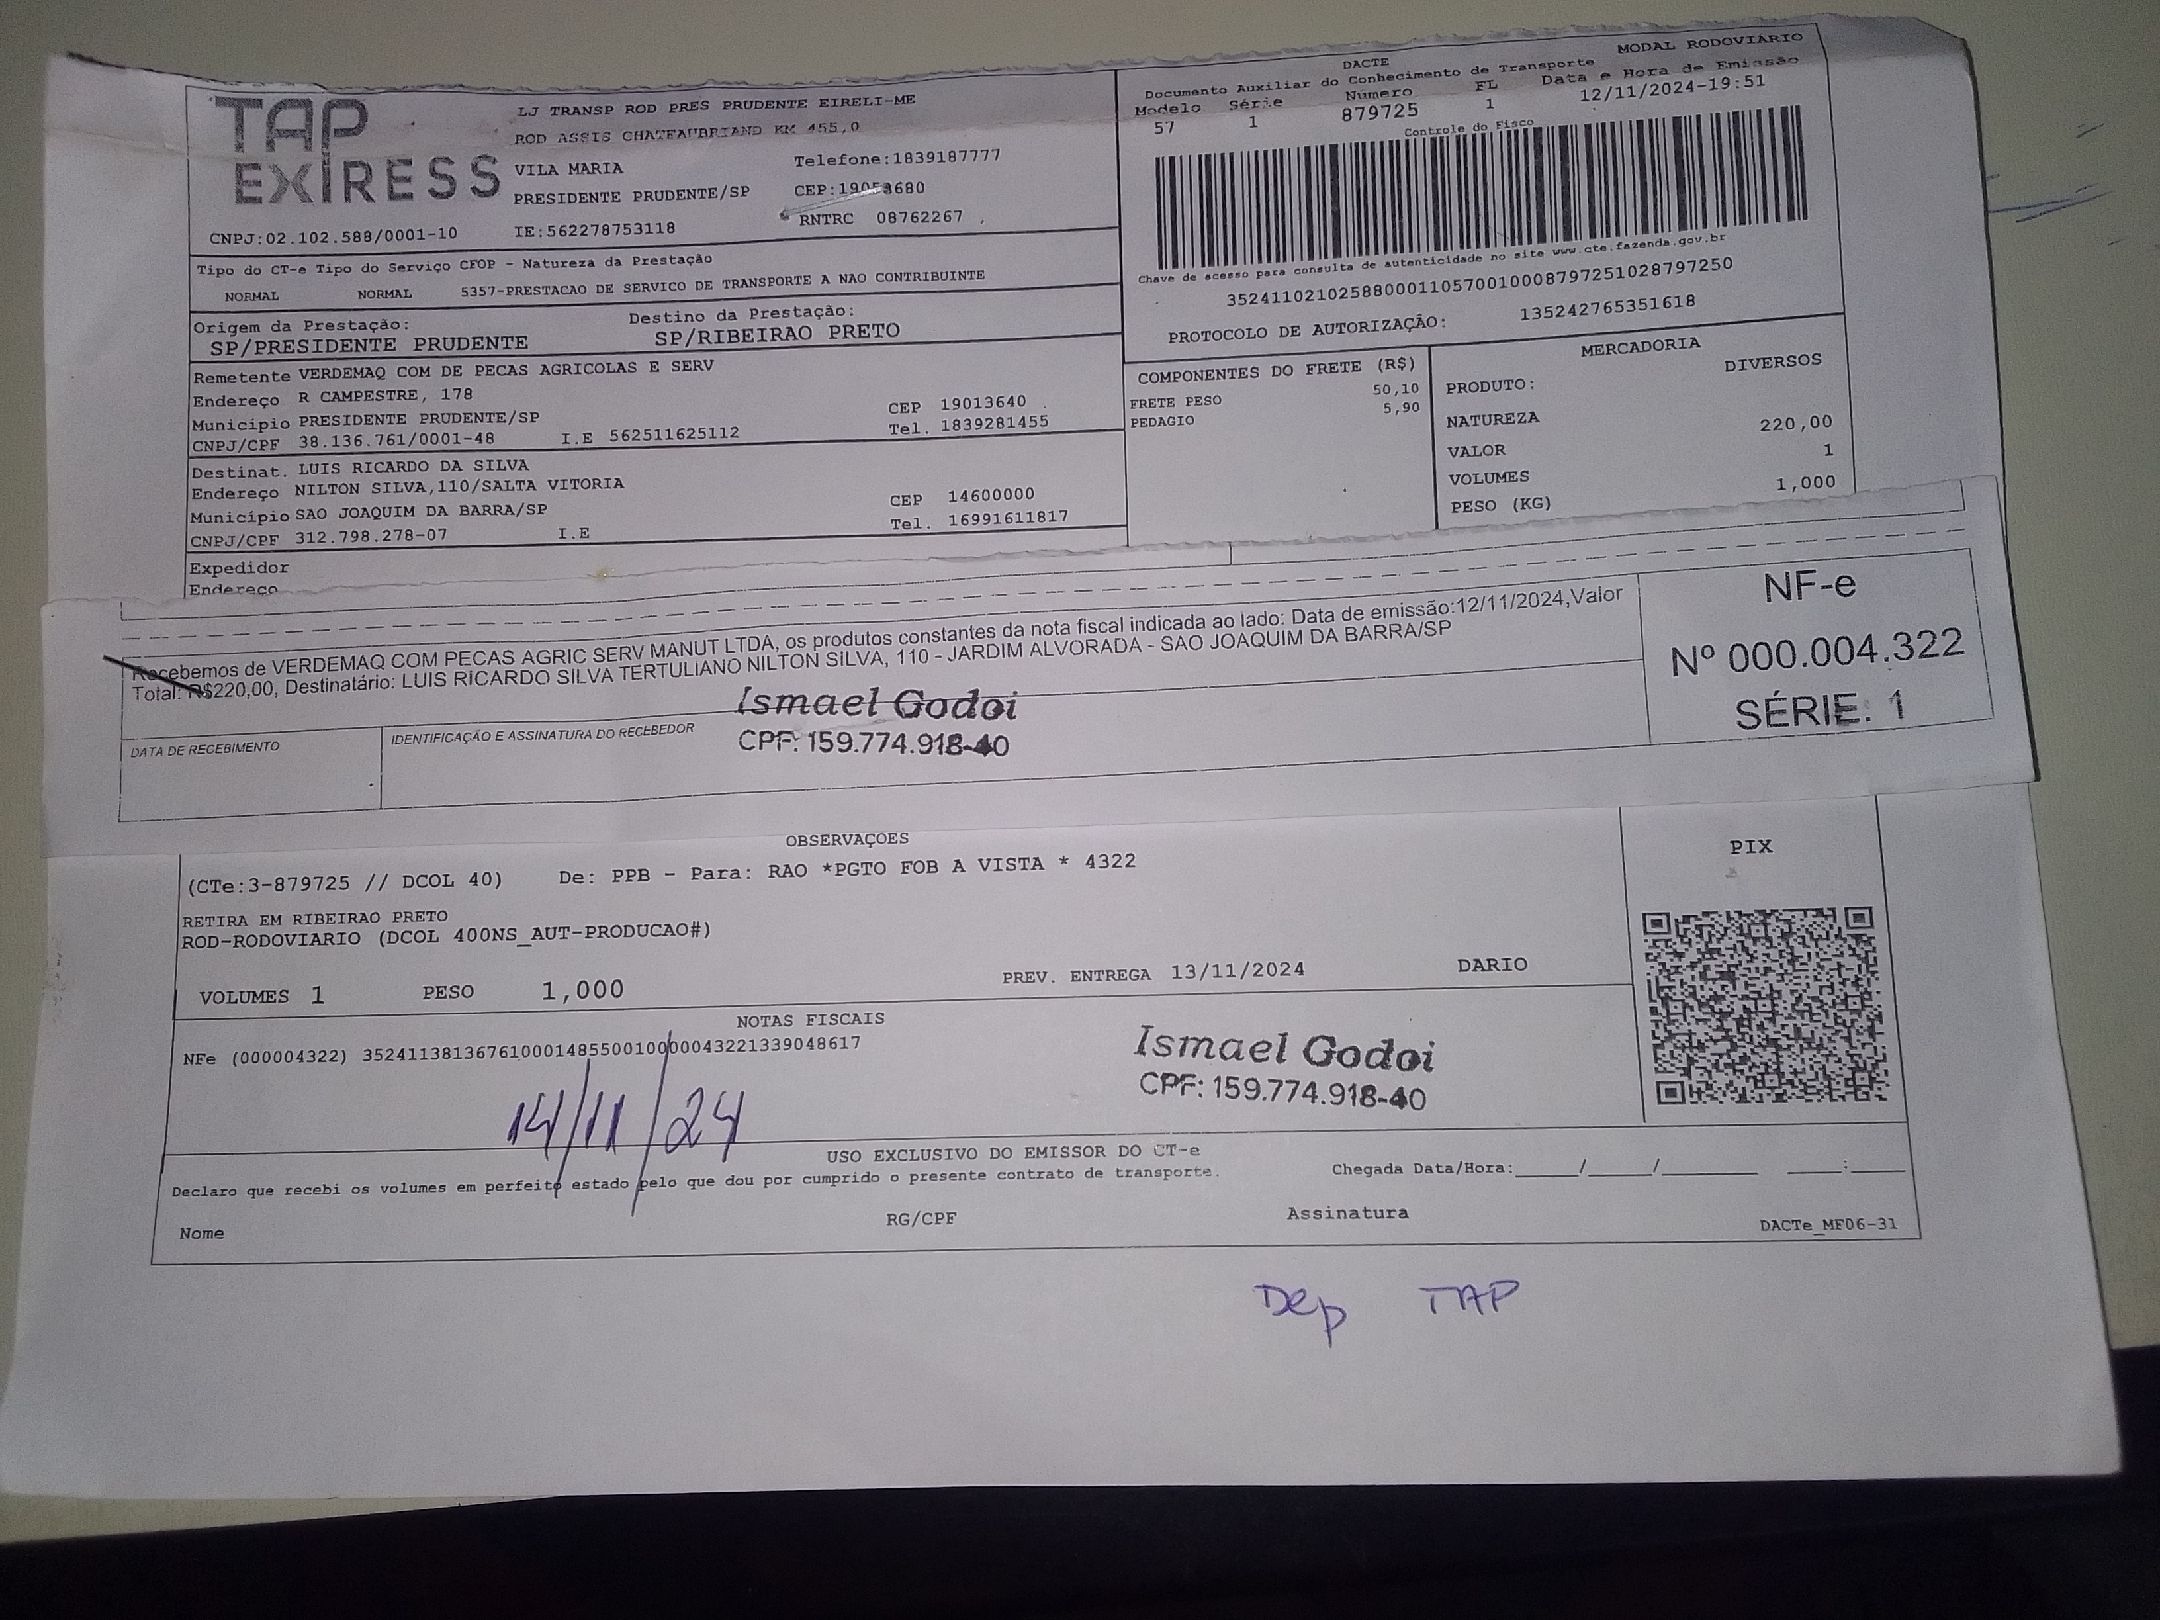 TAP
EXPRESS
LJ TRANSP ROD PRES PRUDENTE EIRELI-ME
ROD ASSIS CHATEAUBRIAND KM 455,0
VILA MARIA
Telefone:1839187777
PRESIDENTE PRUDENTE/SP
CNPJ:02.102.588/0001-10
IE:562278753118
RNTRC 08762267
MODAL RODOVIARIO
DACTE
Documento Auxiliar do Conhecimento de Transporte
Modelo Série Número FL Data e Hora de Emissão
57 1 879725 1 12/11/2024-19:51
Controle do Fisco
Chave de acesso para consulta de autenticidade no site www.cte.fazenda.gov.br
35241102102588000110570010008797251028797250
PROTOCOLO DE AUTORIZAÇÃO: 135242765351618
Tipo do CT-e Tipo do Serviço CFOP - Natureza da Prestação
NORMAL NORMAL 5357-PRESTACAO DE SERVICO DE TRANSPORTE A NAO CONTRIBUINTE
Origem da Prestação: Destino da Prestação:
SP/PRESIDENTE PRUDENTE SP/RIBEIRAO PRETO
Remetente VERDEMAQ COM DE PECAS AGRICOLAS E SERV
Endereço R CAMPESTRE, 178
CEP 19013640
Município PRESIDENTE PRUDENTE/SP
Tel. 1839281455
CNPJ/CPF 38.136.761/0001-48 I.E 562511625112
Destinat. LUIS RICARDO DA SILVA
Endereço NILTON SILVA,110/SALTA VITORIA
CEP 14600000
Município SAO JOAQUIM DA BARRA/SP
Tel. 16991611817
CNPJ/CPF 312.798.278-07 I.E
Expedidor
Endereço
COMPONENTES DO FRETE (R$)
FRETE PESO 50,10
PEDAGIO 5,90
MERCADORIA
PRODUTO: DIVERSOS
NATUREZA
VALOR 220,00
VOLUMES 1
PESO (KG) 1,000
Recebemos de VERDEMAQ COM PECAS AGRIC SERV MANUT LTDA, os produtos constantes da nota fiscal indicada ao lado: Data de emissão:12/11/2024,Valor
Total: R$220,00, Destinatário: LUIS RICARDO SILVA TERTULIANO NILTON SILVA, 110 - JARDIM ALVORADA - SAO JOAQUIM DA BARRA/SP
DATA DE RECEBIMENTO
IDENTIFICAÇÃO E ASSINATURA DO RECEBEDOR
Ismael Godoi
CPF: 159.774.918-40
NF-e
Nº 000.004.322
SÉRIE: 1
OBSERVAÇOES
(CTe:3-879725 // DCOL 40) De: PPB - Para: RAO *PGTO FOB A VISTA * 4322
RETIRA EM RIBEIRAO PRETO
ROD-RODOVIARIO (DCOL 400NS_AUT-PRODUCAO#)
VOLUMES 1 PESO 1,000 PREV. ENTREGA 13/11/2024 DARIO
PIX
NOTAS FISCAIS
NFe (000004322) 35241138136761000148550010000043221339048617
Ismael Godoi
CPF: 159.774.918-40
14/11/24
USO EXCLUSIVO DO EMISSOR DO CT-e
Declaro que recebi os volumes em perfeito estado pelo que dou por cumprido o presente contrato de transporte.
Chegada Data/Hora:_____/_____/_______ ____:____
Nome RG/CPF Assinatura
DACTe_MF06-31
Dep TAP